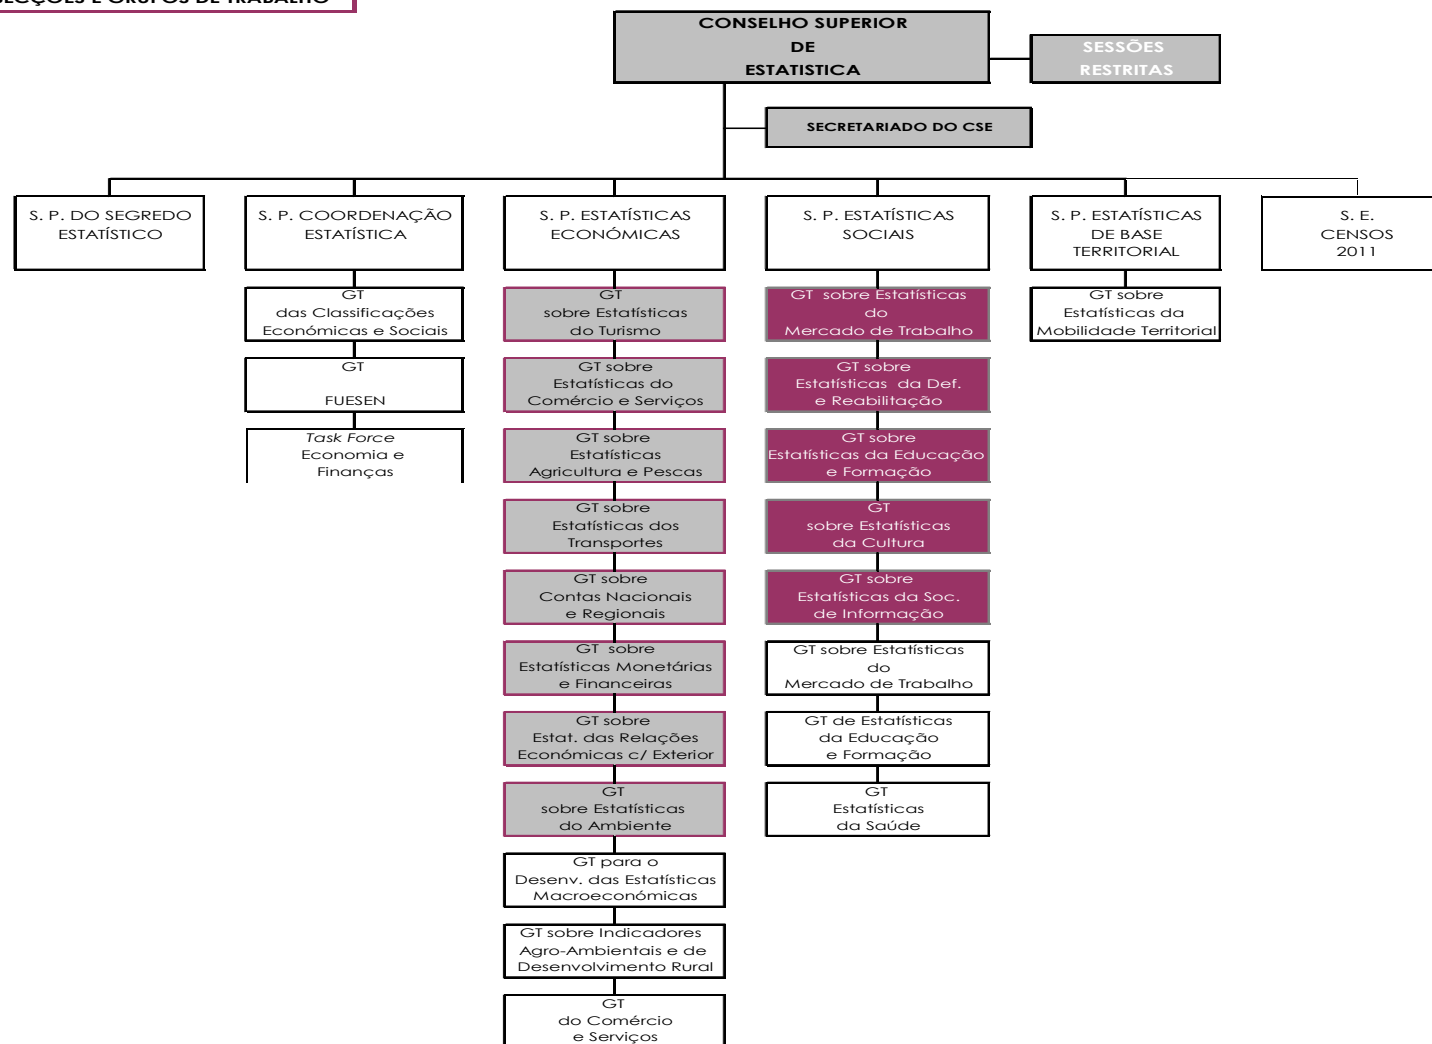 SECÇÕES E GRUPOS DE TRABALHO
CONSELHO SUPERIOR
DE
ESTATISTICA
SESSÕES
RESTRITAS
SECRETARIADO DO CSE
S. P. DO SEGREDO
ESTATÍSTICO
S. P. COORDENAÇÃO
ESTATÍSTICA
S. P. ESTATÍSTICAS
ECONÓMICAS
S. P. ESTATÍSTICAS
SOCIAIS
S. P. ESTATÍSTICAS
DE BASE
TERRITORIAL
S. E.
CENSOS
2011
GT
das Classificações
Económicas e Sociais
GT
FUESEN
Task Force
Economia e
Finanças
GT
sobre Estatísticas
do Turismo
GT sobre
Estatísticas do
Comércio e Serviços
GT sobre
Estatísticas
Agricultura e Pescas
GT sobre
Estatísticas dos
Transportes
GT sobre
Contas Nacionais
e Regionais
GT  sobre
Estatísticas Monetárias
e Financeiras
GT sobre
Estat. das Relações
Económicas c/ Exterior
GT
sobre Estatísticas
do Ambiente
GT para o
Desenv. das Estatísticas
Macroeconómicas
GT sobre Indicadores
Agro-Ambientais e de
Desenvolvimento Rural
GT
do Comércio
e Serviços
GT  sobre Estatísticas
do
Mercado de Trabalho
GT sobre
Estatísticas  da Def.
e Reabilitação
GT sobre
Estatísticas da Educação
e Formação
GT
sobre Estatísticas
da Cultura
GT sobre
Estatísticas da Soc.
de Informação
GT sobre Estatísticas
do
Mercado de Trabalho
GT de Estatísticas
da Educação
e Formação
GT
Estatísticas
da Saúde
GT sobre
Estatísticas da
Mobilidade Territorial